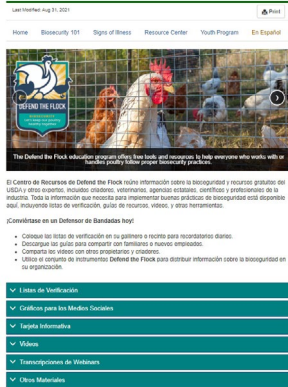 Last Modified: Aug 31, 2021
Print
Home Biosecurity 101 Signs of Illness Resource Center Youth Program En Español
DEFEND THE FLOCK
BIOSECURITY
The Defend the Flock education program offers free tools and resources to help everyone who works with or
handles poultry follow proper biosecurity practices.
El Centro de Recursos de Defend the Flock reúne información sobre la bioseguridad y recursos gratuitos del
USDA y otros expertos, incluidos criadores, veterinarios, agencias estatales, científicas y profesionales de la
industria. Toda la información que necesita para implementar buenas prácticas de bioseguridad está disponible
aquí, incluyendo listas de verificación, guías de recursos, vídeos, y otras herramientas.
¡Conviértase en un Defensor de Bandadas hoy!
Coloque las listas de verificación en su gallinero o recinto para recordatorios diarios.
Descargue las guías para compartir con familiares o nuevos empleados.
Comparta los videos con otros propietarios y criadores.
Utilice el conjunto de instrumentos Defend the Flock para distribuir información sobre la bioseguridad en
su organización.
Listas de Verificación
Gráficos para los Medios Sociales
Tarjeta Informativa
Videos
Transcripciones de Webinars
Otros Materiales